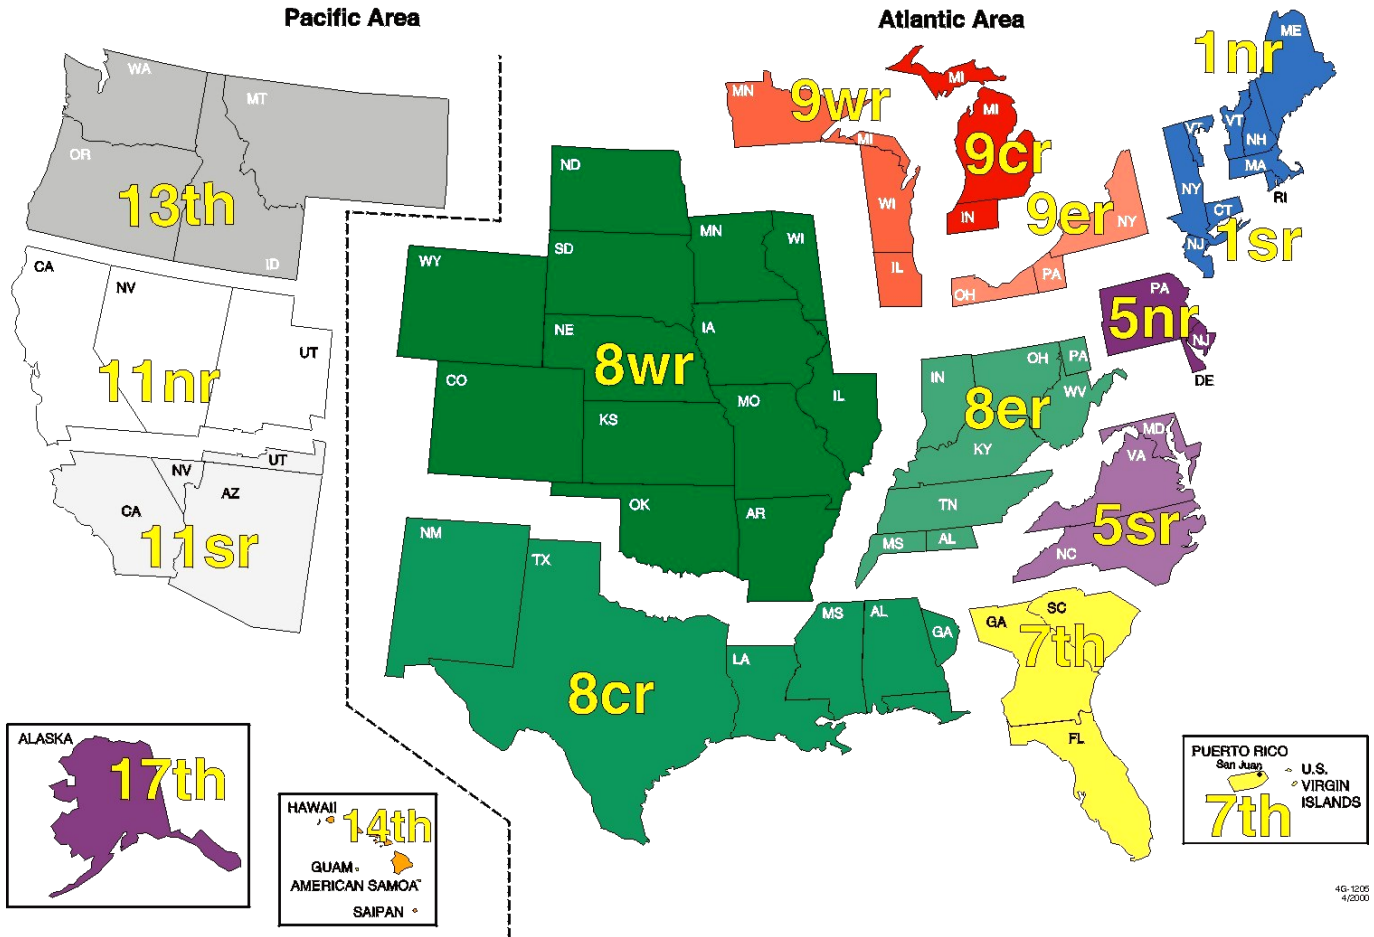 Pacific Area
Atlantic Area
WA
MT
OR
13th
ID
CA
NV
UT
11nr
UT
NV
AZ
CA
11sr
ALASKA
17th
HAWAII
14th
GUAM
AMERICAN SAMOA
SAIPAN
ND
MN
WI
SD
WY
NE
IA
8wr
CO
MO
IL
KS
OK
AR
NM
TX
MS
AL
GA
LA
8cr
MN
9wr
MI
WI
IL
MI
MI
9cr
IN
9er
NY
PA
OH
ME
1nr
VT
VT
NH
MA
NY
RI
CT
1sr
NJ
PA
5nr
NJ
DE
OH
PA
IN
WV
8er
KY
TN
MS
AL
MD
VA
5sr
NC
SC
GA
7th
FL
PUERTO RICO
San Juan
U.S.
VIRGIN
ISLANDS
7th
4G-1205
4/2000